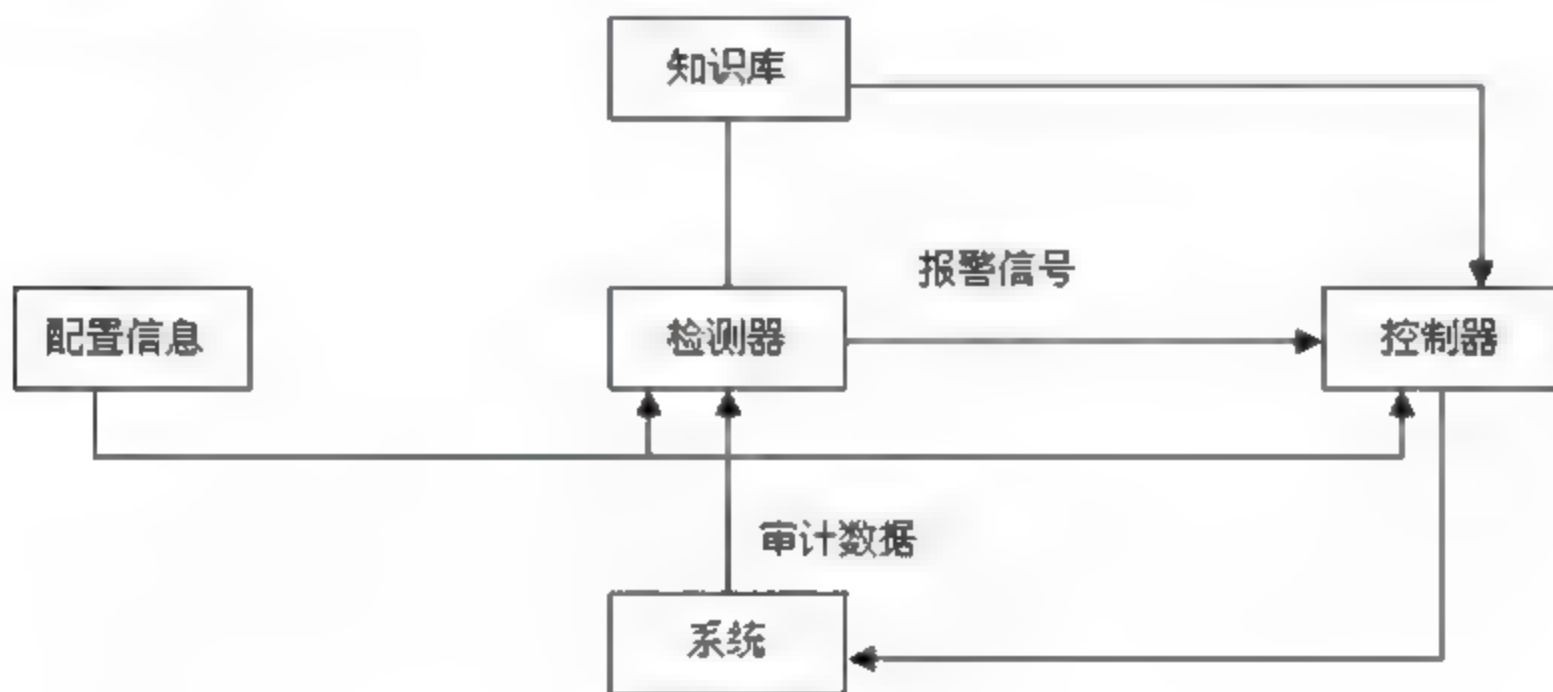 知识库
报警信号
配置信息
检测器
控制器
审计数据
系统